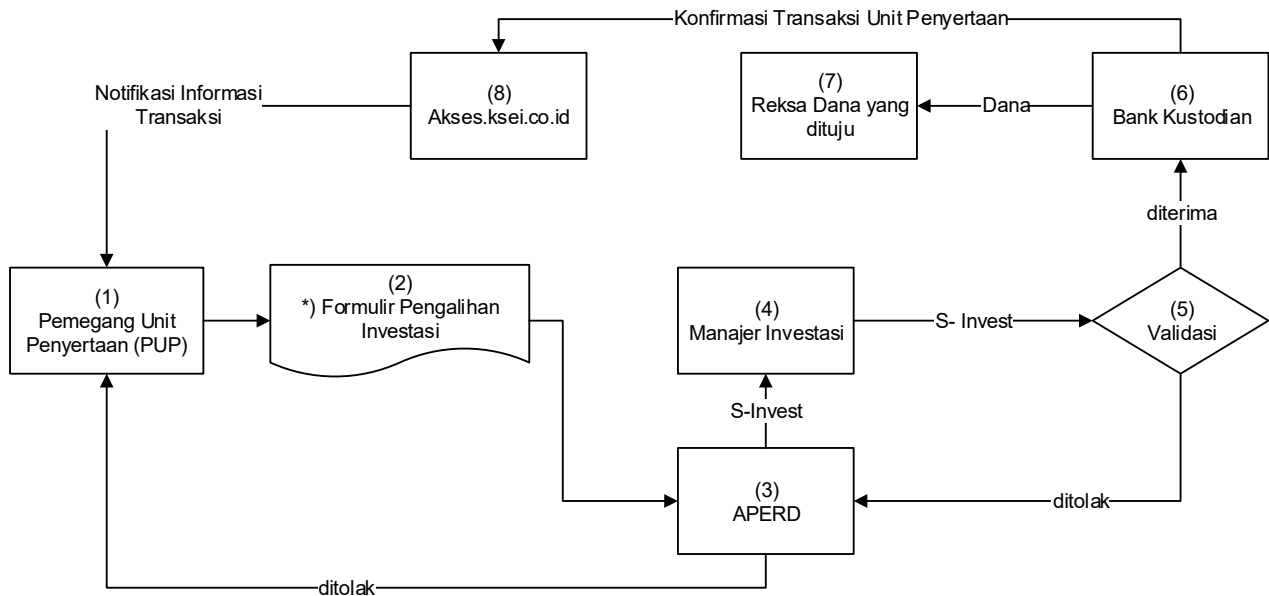 Konfirmasi Transaksi Unit Penyertaan
Notifikasi Informasi
Transaksi
(8)
Akses.ksei.co.id
(7)
Reksa Dana yang
dituju
Dana
(6)
Bank Kustodian
diterima
(1)
Pemegang Unit
Penyertaan (PUP)
(2)
*) Formulir Pengalihan
Investasi
(4)
Manajer Investasi
S- Invest
(5)
Validasi
S-Invest
(3)
APERD
ditolak
ditolak